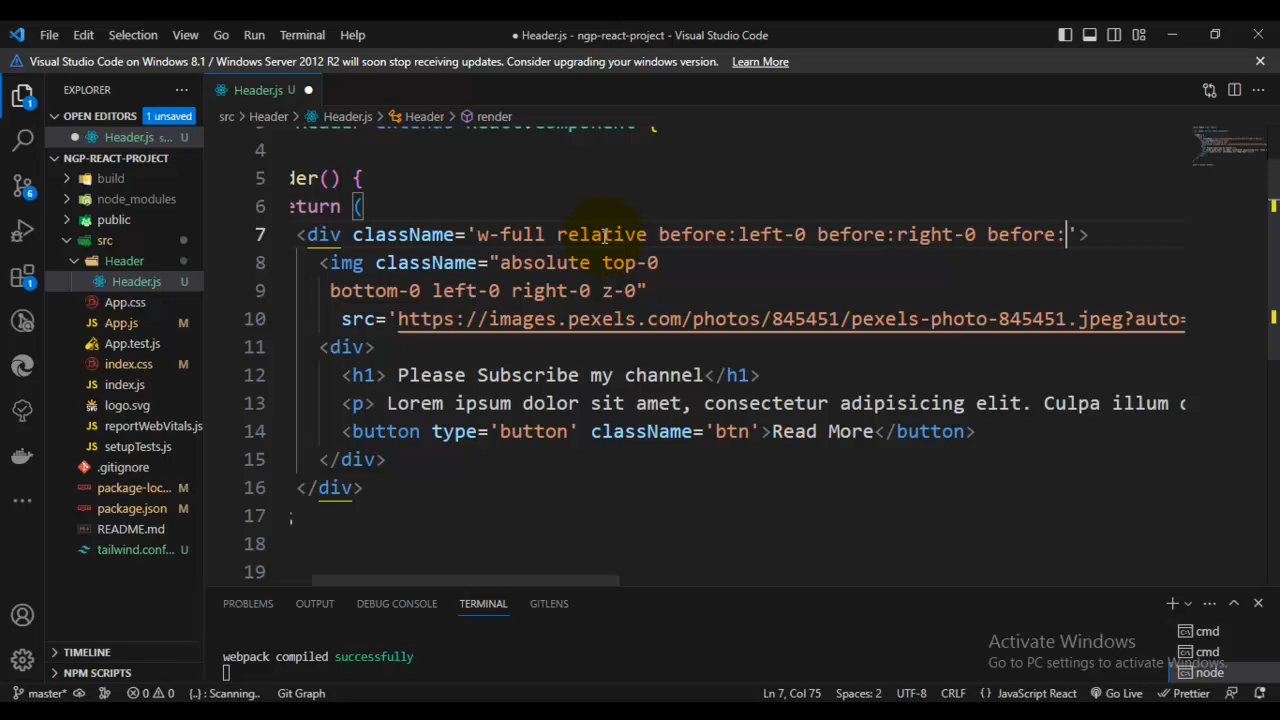 File Edit Selection View Go Run Terminal Help
● Header.js - ngp-react-project - Visual Studio Code
Visual Studio Code on Windows 8.1 / Windows Server 2012 R2 will soon stop receiving updates. Consider upgrading your windows version. Learn More
EXPLORER
Header.js
OPEN EDITORS 1 unsaved
src > Header > Header.js > Header > render
Header.js s... U
NGP-REACT-PROJECT
build
node_modules
public
src
Header
Header.js U
App.css
App.js M
App.test.js
index.css M
index.js
logo.svg
reportWebVitals.js
setupTests.js
.gitignore
package-loc... M
package.json M
README.md
tailwind.conf... U
TIMELINE
NPM SCRIPTS
Header extends React.Component {
4
5 der() {
6 eturn (
7 <div className='w-full relative before:left-0 before:right-0 before:'>
8 <img className="absolute top-0
9 bottom-0 left-0 right-0 z-0"
10 src='https://images.pexels.com/photos/845451/pexels-photo-845451.jpeg?auto=
11 <div>
12 <h1> Please Subscribe my channel</h1>
13 <p> Lorem ipsum dolor sit amet, consectetur adipisicing elit. Culpa illum
14 <button type='button' className='btn'>Read More</button>
15 </div>
16 </div>
17 ;
18
19
PROBLEMS OUTPUT DEBUG CONSOLE TERMINAL GITLENS
webpack compiled successfully
cmd
cmd
node
Activate Windows
Go to PC settings to activate Windows.
master* 0 0 {..} : Scanning.. Git Graph Ln 7, Col 75 Spaces: 2 UTF-8 CRLF {} JavaScript React Go Live Prettier